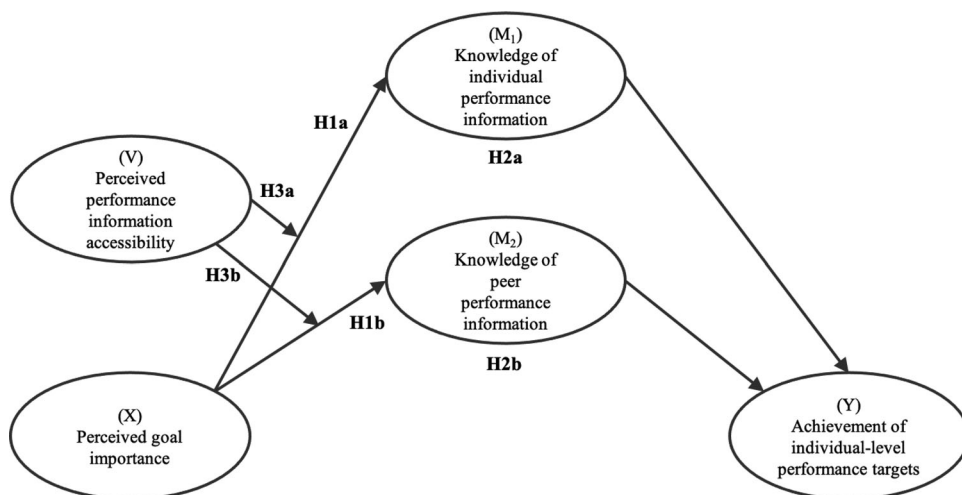 (M₁)
Knowledge of
individual
performance
information
H1a
H2a
(V)
Perceived
performance
information
accessibility
H3a
H3b
(M₂)
Knowledge of
peer
performance
information
H1b
H2b
(X)
Perceived goal
importance
(Y)
Achievement of
individual-level
performance targets